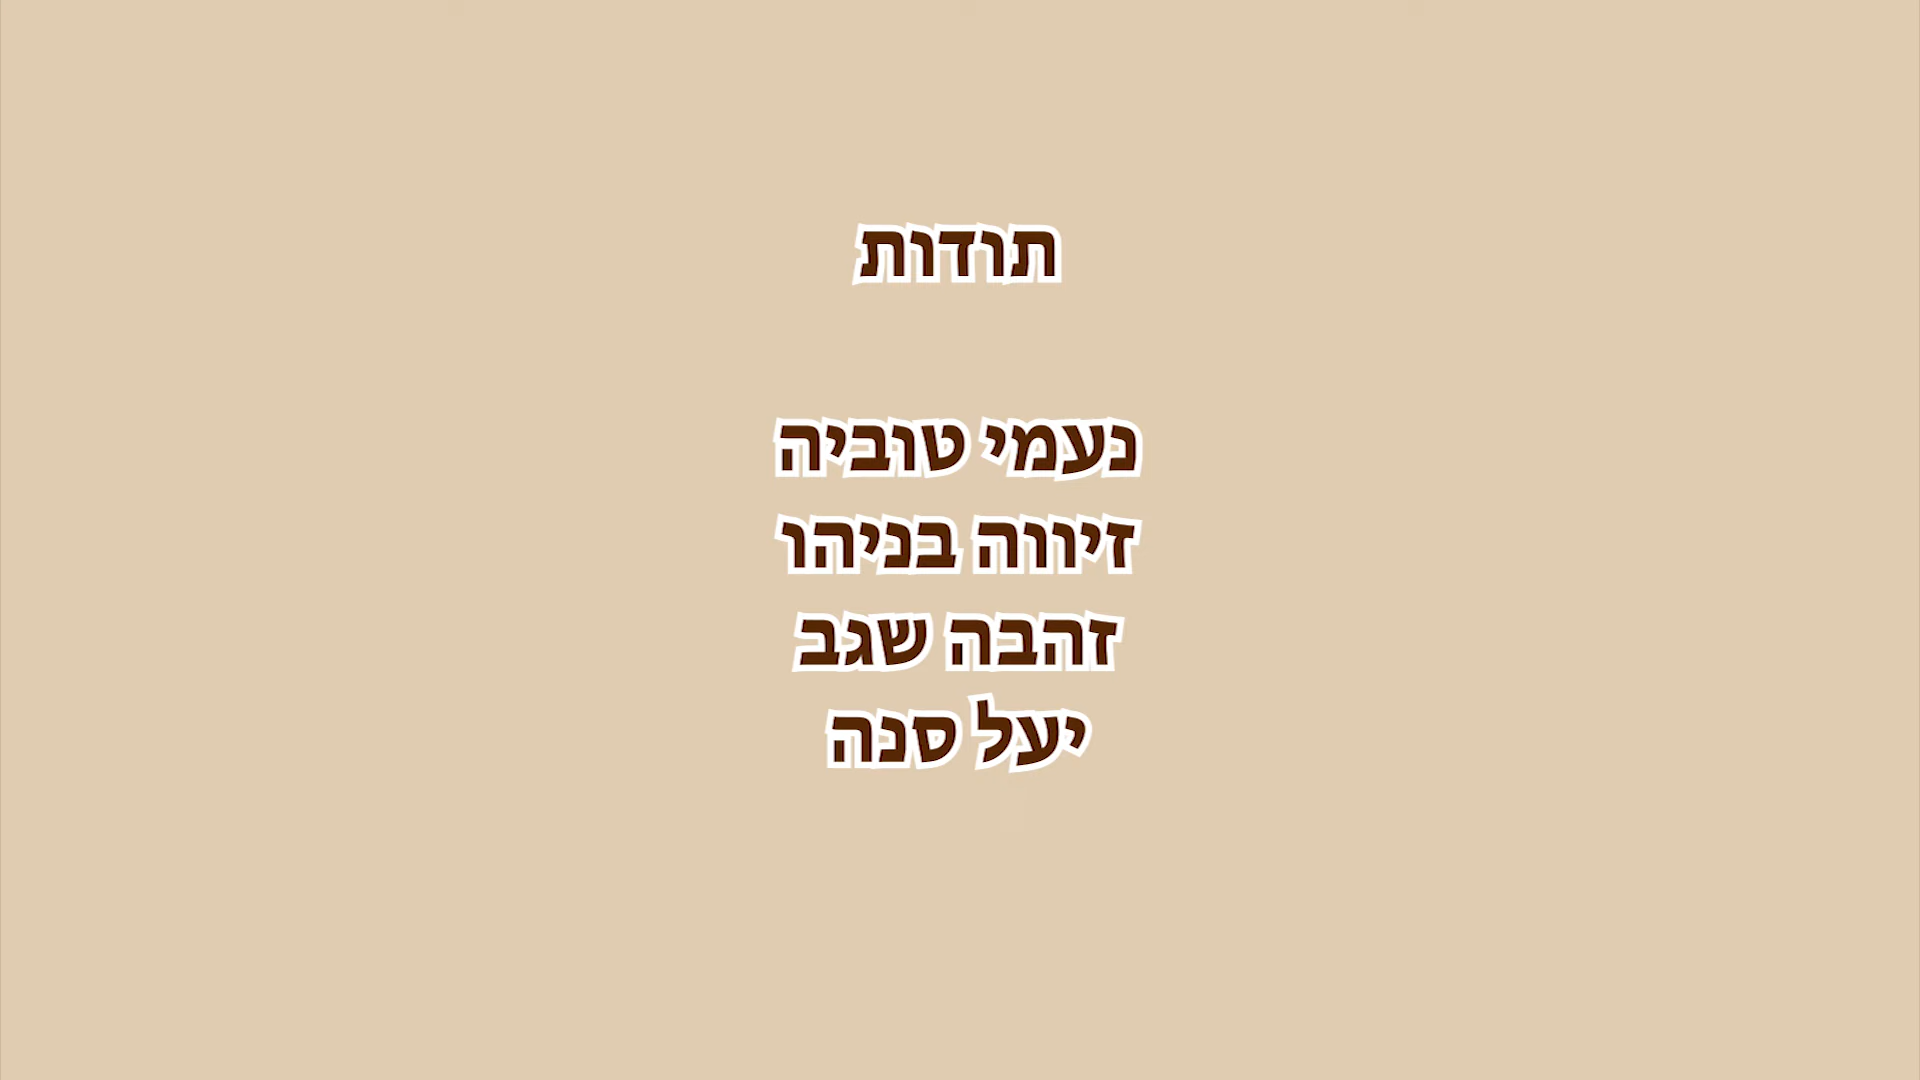 תודות
נעמי טוביה
זיווה בניהו
זהבה שגב
יעל סנה